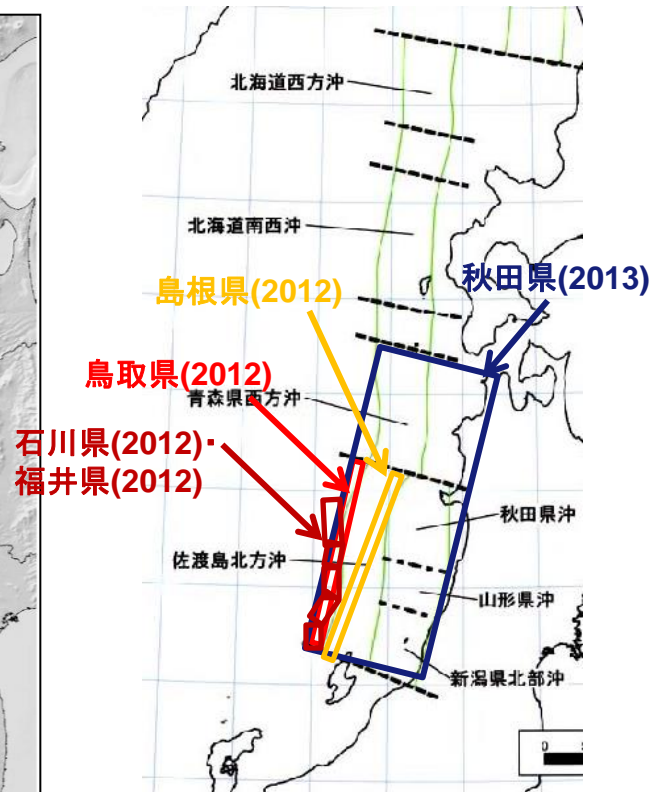 北海道西方沖
北海道南西沖
秋田県(2013)
島根県(2012)
鳥取県(2012)
青森県西方沖
石川県(2012)・
福井県(2012)
秋田県沖
佐渡島北方沖
山形県沖
新潟県北部沖
0